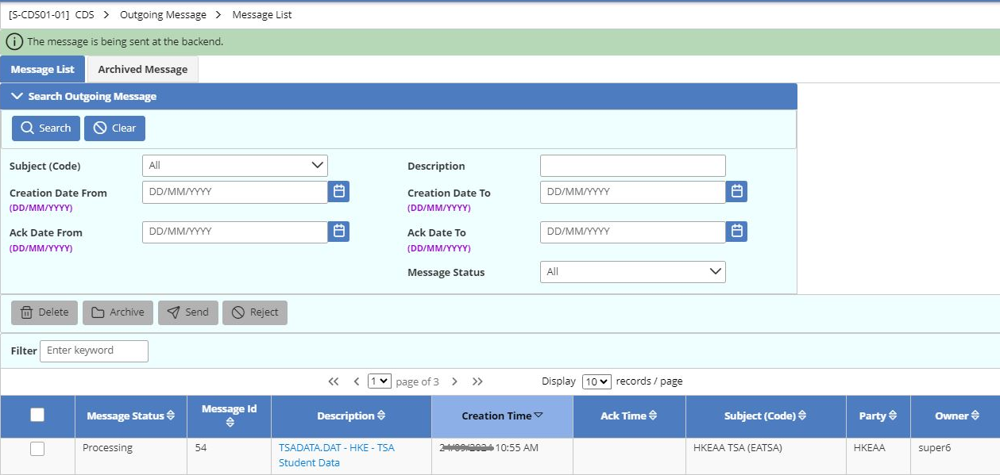 [S-CDS01-01] CDS > Outgoing Message > Message List
The message is being sent at the backend.
Message List Archived Message
Search Outgoing Message
Search Clear
Subject (Code) All Description
Creation Date From DD/MM/YYYY Creation Date To DD/MM/YYYY
(DD/MM/YYYY) (DD/MM/YYYY)
Ack Date From DD/MM/YYYY Ack Date To DD/MM/YYYY
(DD/MM/YYYY) (DD/MM/YYYY)
Message Status All
Delete Archive Send Reject
Filter Enter keyword
1 page of 3 Display 10 records / page
Message Status Message Id Description Creation Time Ack Time Subject (Code) Party Owner
Processing 54 TSADATA.DAT - HKE - TSA 10:55 AM HKEAA TSA (EATSA) HKEAA super6
Student Data